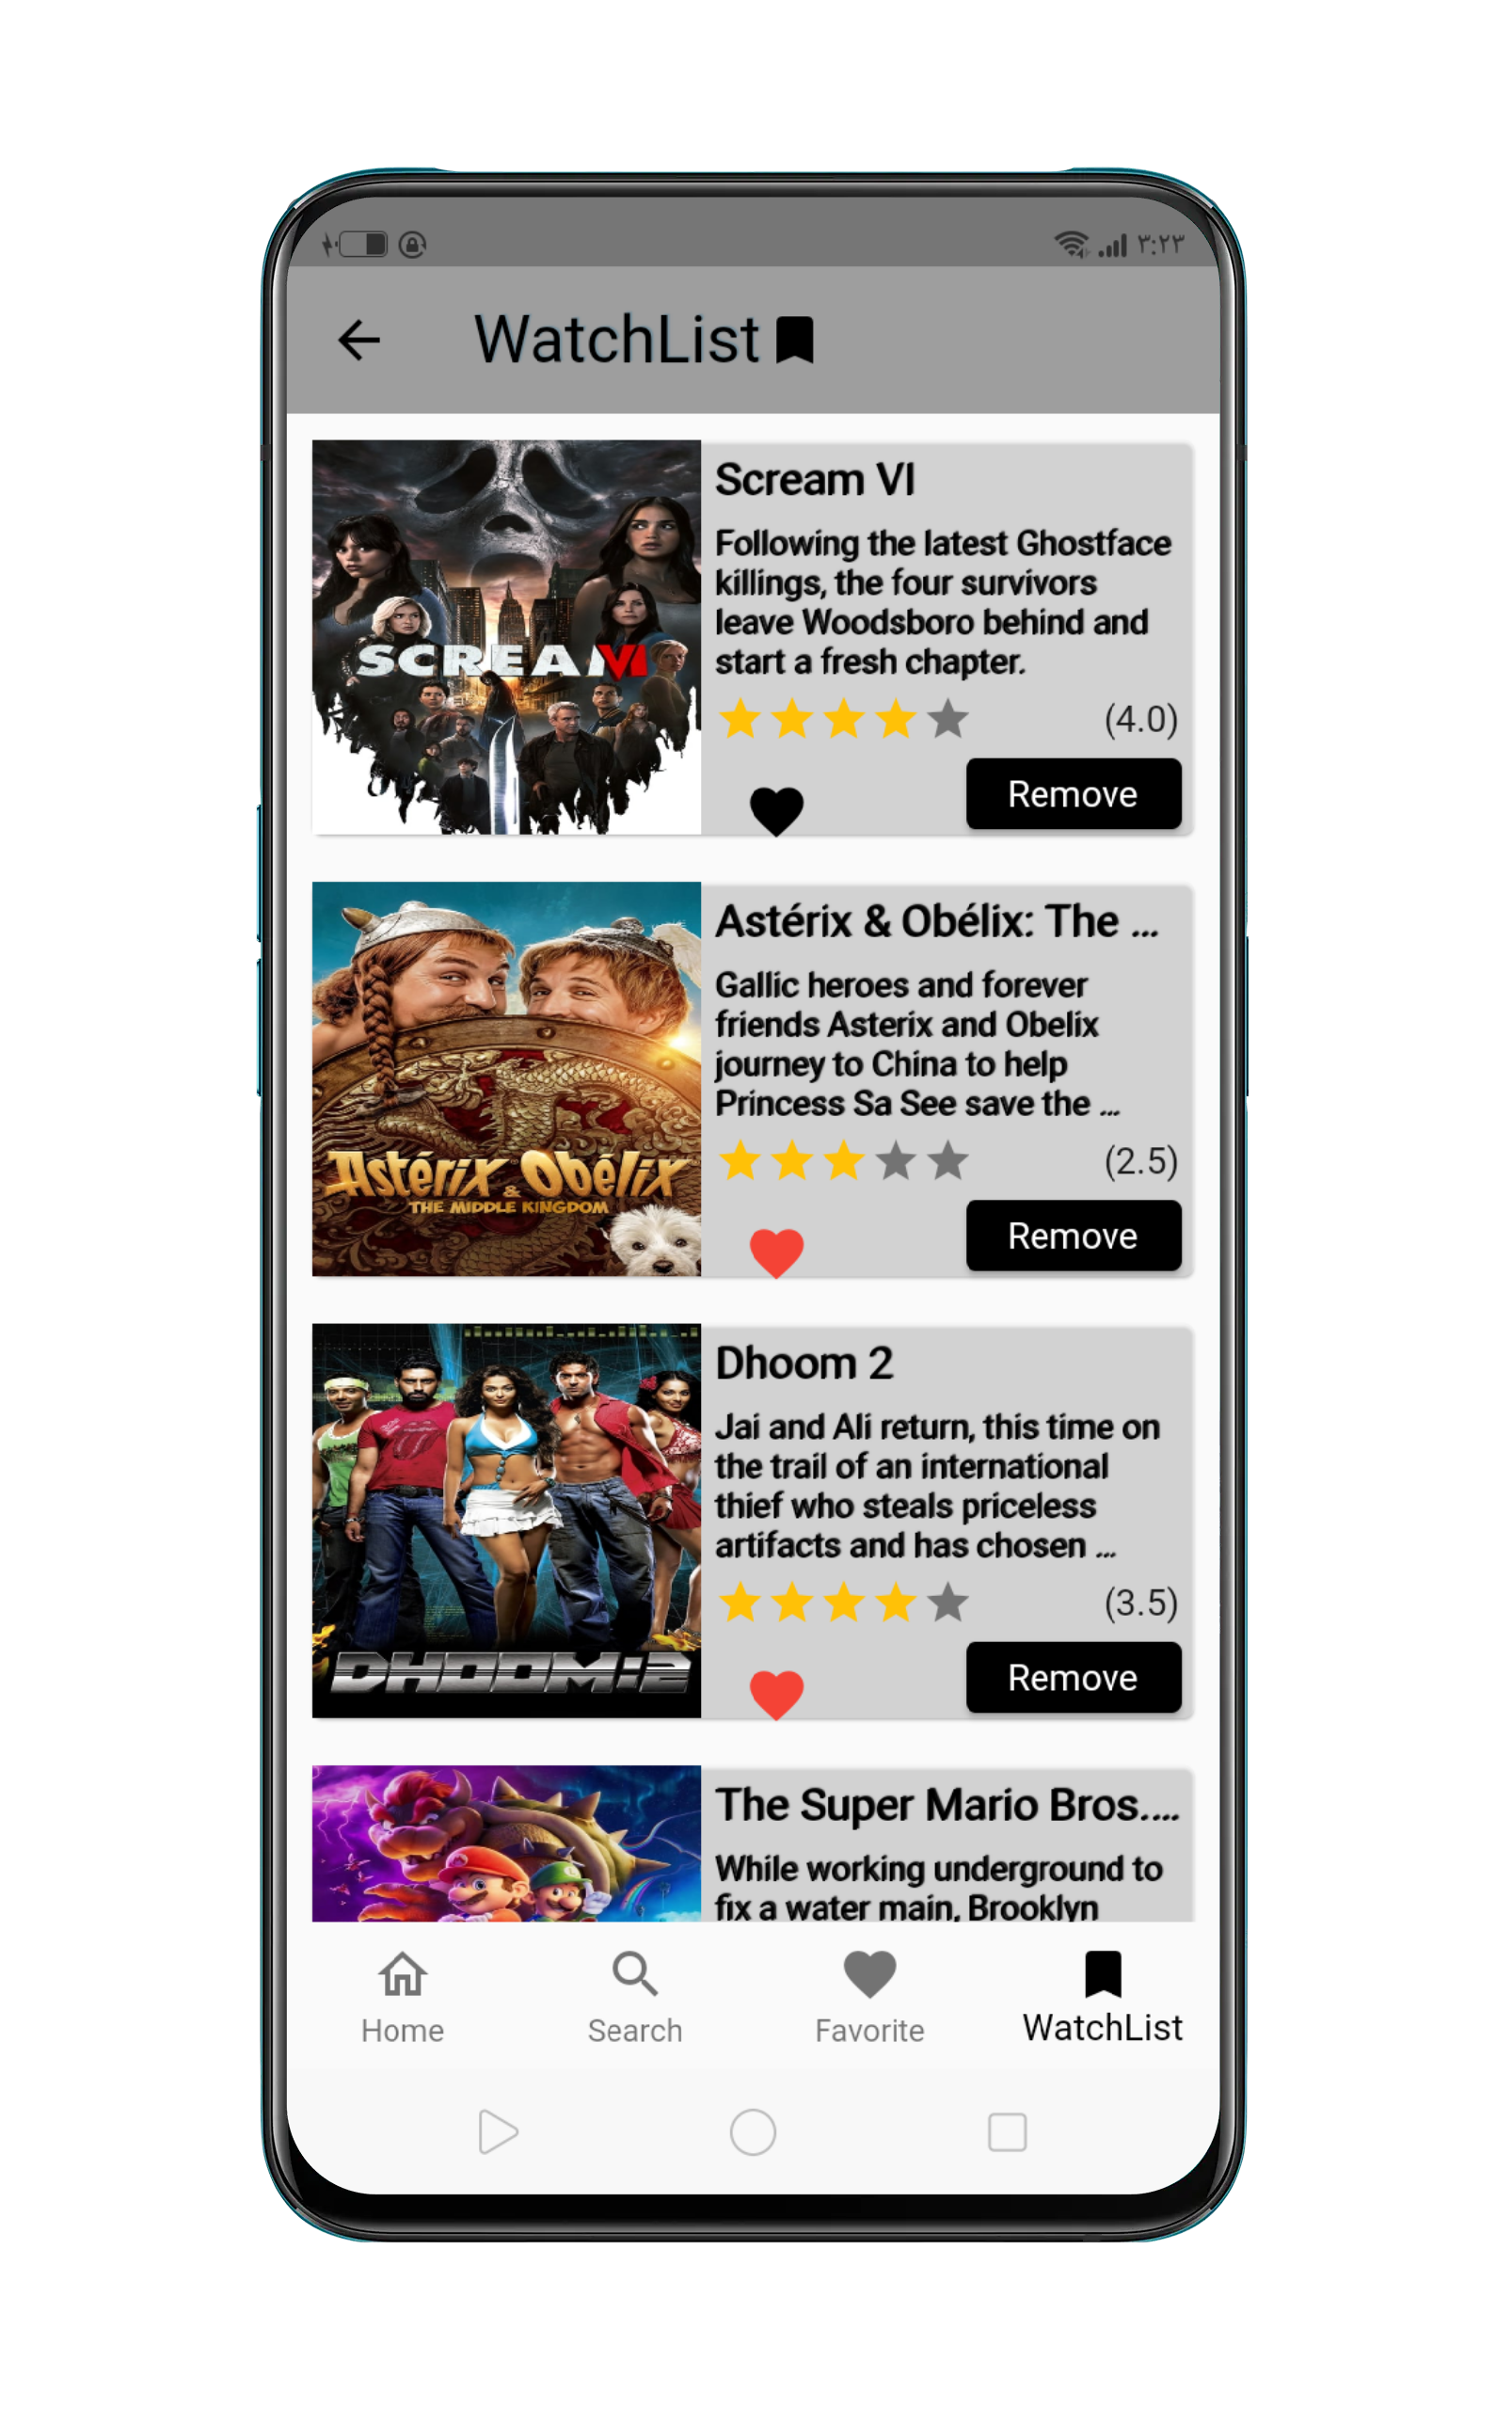 ٣:٢٣
WatchList
SCREAM VI
Scream VI
Following the latest Ghostface
killings, the four survivors
leave Woodsboro behind and
start a fresh chapter.
(4.0)
Remove
Astérix & Obélix
THE MIDDLE KINGDOM
Astérix & Obélix: The ...
Gallic heroes and forever
friends Asterix and Obelix
journey to China to help
Princess Sa See save the ...
(2.5)
Remove
DHOOM:2
Dhoom 2
Jai and Ali return, this time on
the trail of an international
thief who steals priceless
artifacts and has chosen ...
(3.5)
Remove
The Super Mario Bros....
While working underground to
fix a water main, Brooklyn
Home
Search
Favorite
WatchList